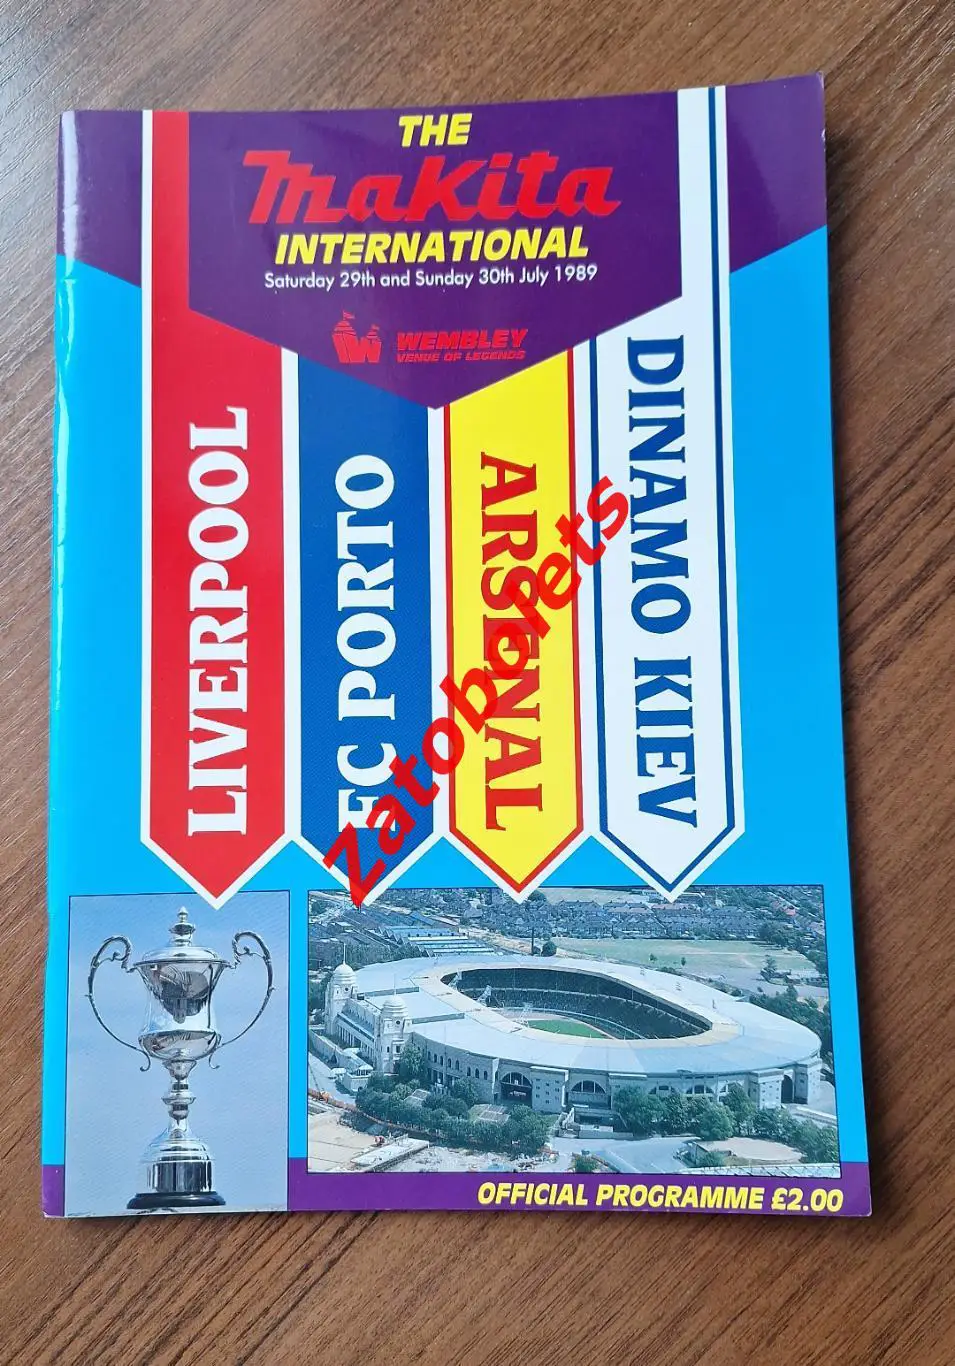 THE
Makita
INTERNATIONAL
Saturday 29th and Sunday 30th July 1989
WEMBLEY
VENUE OF LEGENDS
LIVERPOOL
FC PORTO
ARSENAL
DINAMO KIEV
Zatobopets
OFFICIAL PROGRAMME £2.00